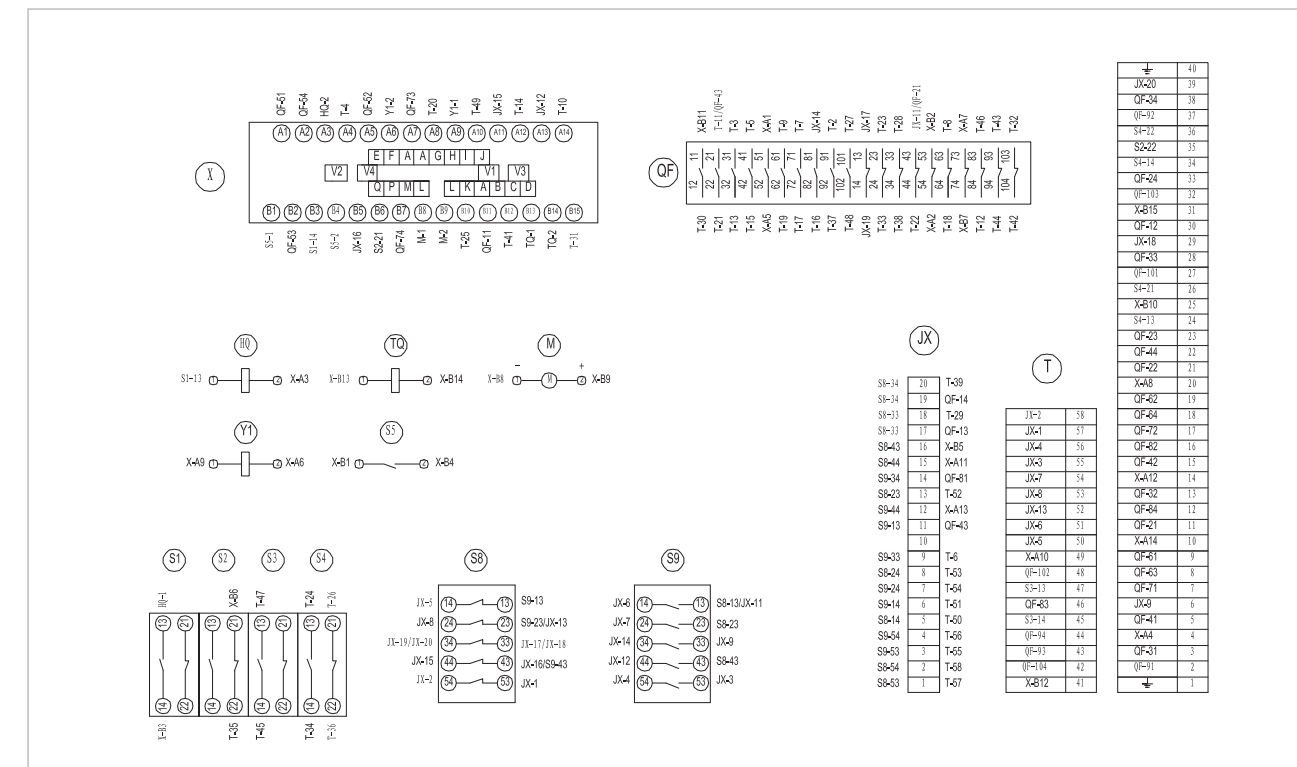 QF-51 QF-54 HQ-2 T-4 QF-52 Y1-2 QF-73 T-20 Y1-1 T-49 JX-15 T-14 JX-12 T-10
A1 A2 A3 A4 A5 A6 A7 A8 A9 A10 A11 A12 A13 A14
X
E F A A G H I J
V2 V4 V1 V3
Q P M L L K A B C D
B1 B2 B3 B4 B5 B6 B7 B8 B9 B10 B11 B12 B13 B14 B15
S5-1 QF-53 S1-14 S5-2 JX-16 S2-21 QF-74 M-1 M-2 T-25 QF-11 T-41 TQ-1 TQ-2 T-31
X-B11 T-11/QF-43 T-3 T-5 X-A1 T-9 T-7 JX-14 T-2 T-27 JX-17 T-23 T-28 JX-11/QF-21 X-B2 T-8 X-A7 T-46 T-43 T-32
QF
11 21 31 41 51 61 71 81 91 101 13 23 33 43 53 63 73 83 93 103
12 22 32 42 52 62 72 82 92 102 14 24 34 44 54 64 74 84 94 104
T-30 T-21 T-13 T-15 X-A5 T-19 T-17 T-16 T-37 T-48 JX-19 T-33 T-38 T-22 X-A2 T-18 X-B7 T-12 T-44 T-42
HQ
S1-13 1 2 X-A3
TQ
X-B13 1 2 X-B14
M
- +
X-B8 1 M 2 X-B9
Y1
X-A9 1 2 X-A6
S5
X-B1 1 2 X-B4
S1 S2 S3 S4
HQ-1 X-B6 T-47 T-24 T-26
13 21 13 21 13 21 13 21
14 22 14 22 14 22 14 22
X-B3 T-35 T-45 T-34 T-36
S8
JX-5 14 13 S9-13
JX-8 24 23 S9-23/JX-13
JX-19/JX-20 34 33 JX-17/JX-18
JX-15 44 43 JX-16/S9-43
JX-2 54 53 JX-1
S9
JX-6 14 13 S8-13/JX-11
JX-7 24 23 S8-23
JX-14 34 33 JX-9
JX-12 44 43 S8-43
JX-4 54 53 JX-3
JX
S8-34 20 T-39
S8-34 19 QF-14
S8-33 18 T-29
S8-33 17 QF-13
S8-43 16 X-B5
S8-44 15 X-A11
S9-34 14 QF-81
S8-23 13 T-52
S9-44 12 X-A13
S9-13 11 QF-43
10
S9-33 9 T-6
S8-24 8 T-53
S9-24 7 T-54
S9-14 6 T-51
S8-14 5 T-50
S9-54 4 T-56
S9-53 3 T-55
S8-54 2 T-58
S8-53 1 T-57
T
JX-2 58
JX-1 57
JX-4 56
JX-3 55
JX-7 54
JX-8 53
JX-13 52
JX-6 51
JX-5 50
X-A10 49
QF-102 48
S3-13 47
QF-83 46
S3-14 45
QF-94 44
QF-93 43
QF-104 42
X-B12 41
40
JX-20 39
QF-34 38
QF-92 37
S4-22 36
S2-22 35
S4-14 34
QF-24 33
QF-103 32
X-B15 31
QF-12 30
JX-18 29
QF-33 28
QF-101 27
S4-21 26
X-B10 25
S4-13 24
QF-23 23
QF-44 22
QF-22 21
X-A8 20
QF-62 19
QF-64 18
QF-72 17
QF-82 16
QF-42 15
X-A12 14
QF-32 13
QF-84 12
QF-21 11
X-A14 10
QF-61 9
QF-63 8
QF-71 7
JX-9 6
QF-41 5
X-A4 4
QF-31 3
QF-91 2
1